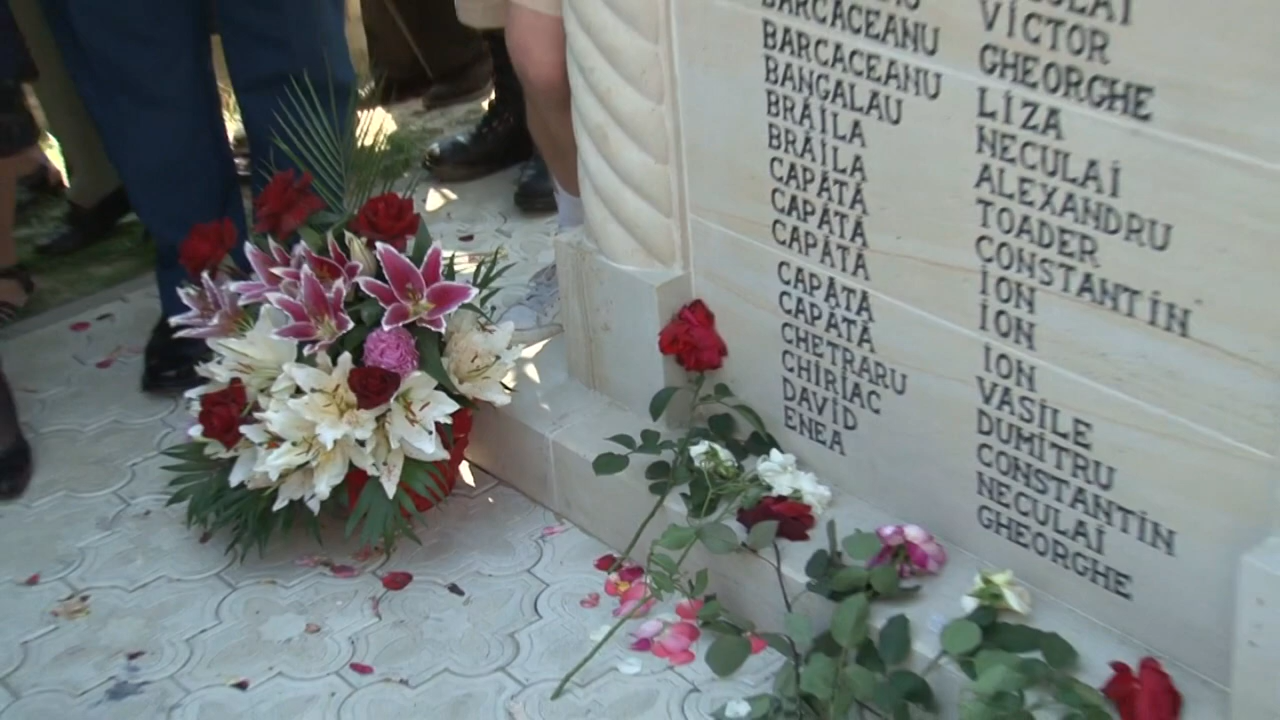 VICTOR
BARCACEANU GHEORGHE
BARCACEANU LIZA
BANGALAU NECULAI
BRĂILA ALEXANDRU
BRĂILA TOADER
CAPĂTĂ CONSTANTIN
CAPĂTĂ ION
CAPĂTĂ ION
CAPĂTĂ ION
CAPĂTĂ VASILE
CHETRARU DUMITRU
CHIRIAC CONSTANTIN
DAVID NECULAI
ENEA GHEORGHE